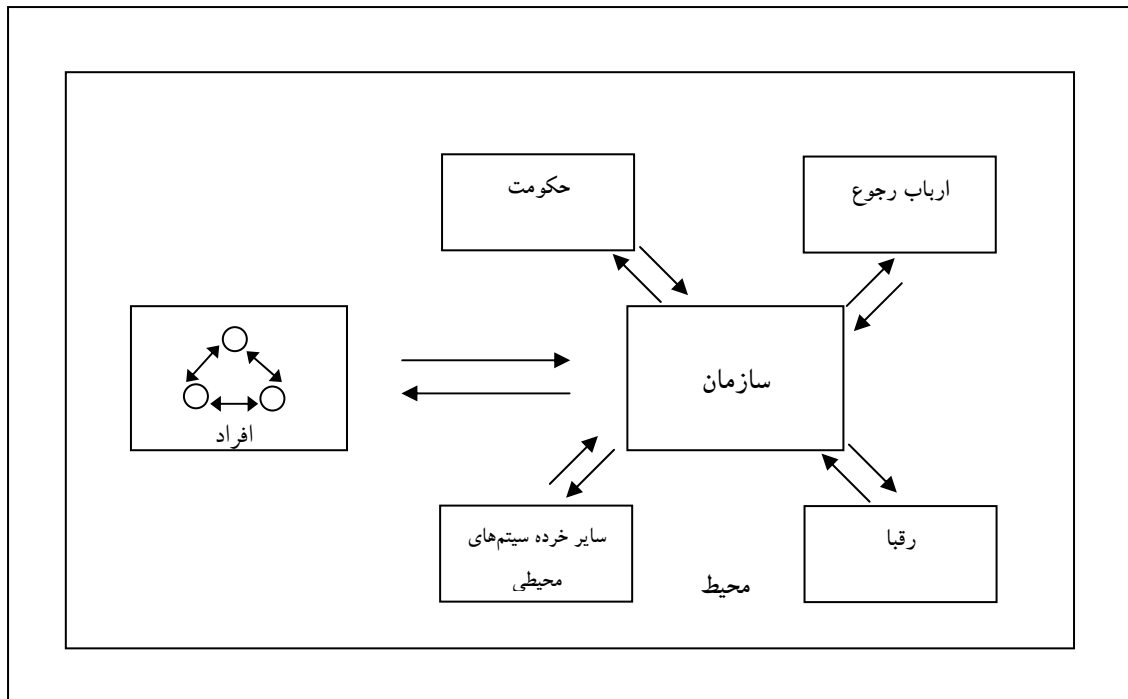 ارباب رجوع
حکومت
سازمان
افراد
سایر خرده سیتم‌های
محیطی
رقبا
محیط